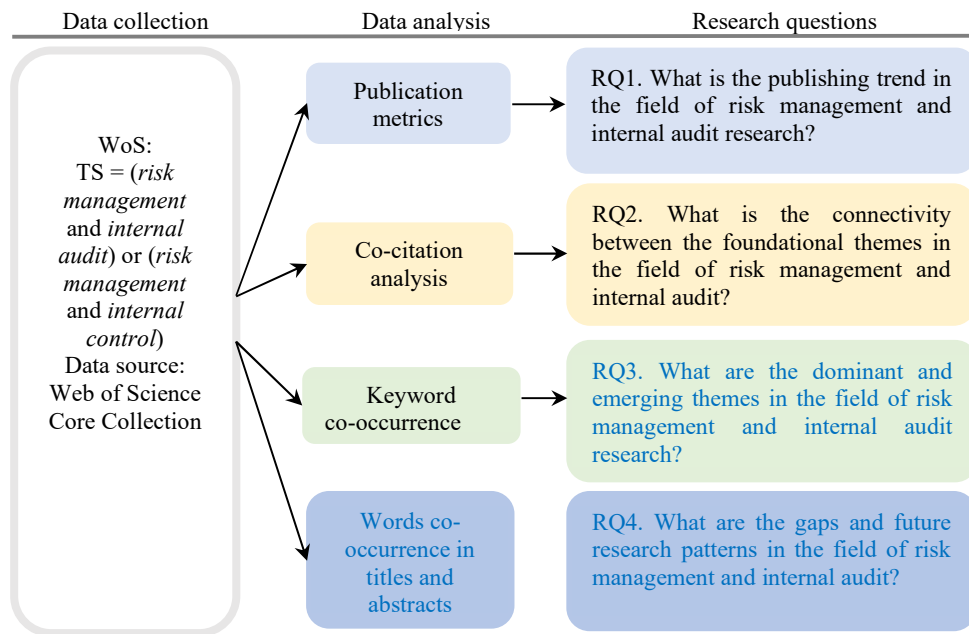 Data collection
Data analysis
Research questions
WoS:
TS = (risk
management
and internal
audit) or (risk
management
and internal
control)
Data source:
Web of Science
Core Collection
Publication
metrics
RQ1. What is the publishing trend in
the field of risk management and
internal audit research?
Co-citation
analysis
RQ2. What is the connectivity
between the foundational themes in
the field of risk management and
internal audit?
Keyword
co-occurrence
RQ3. What are the dominant and
emerging themes in the field of risk
management and internal audit
research?
Words co-
occurrence in
titles and
abstracts
RQ4. What are the gaps and future
research patterns in the field of risk
management and internal audit?